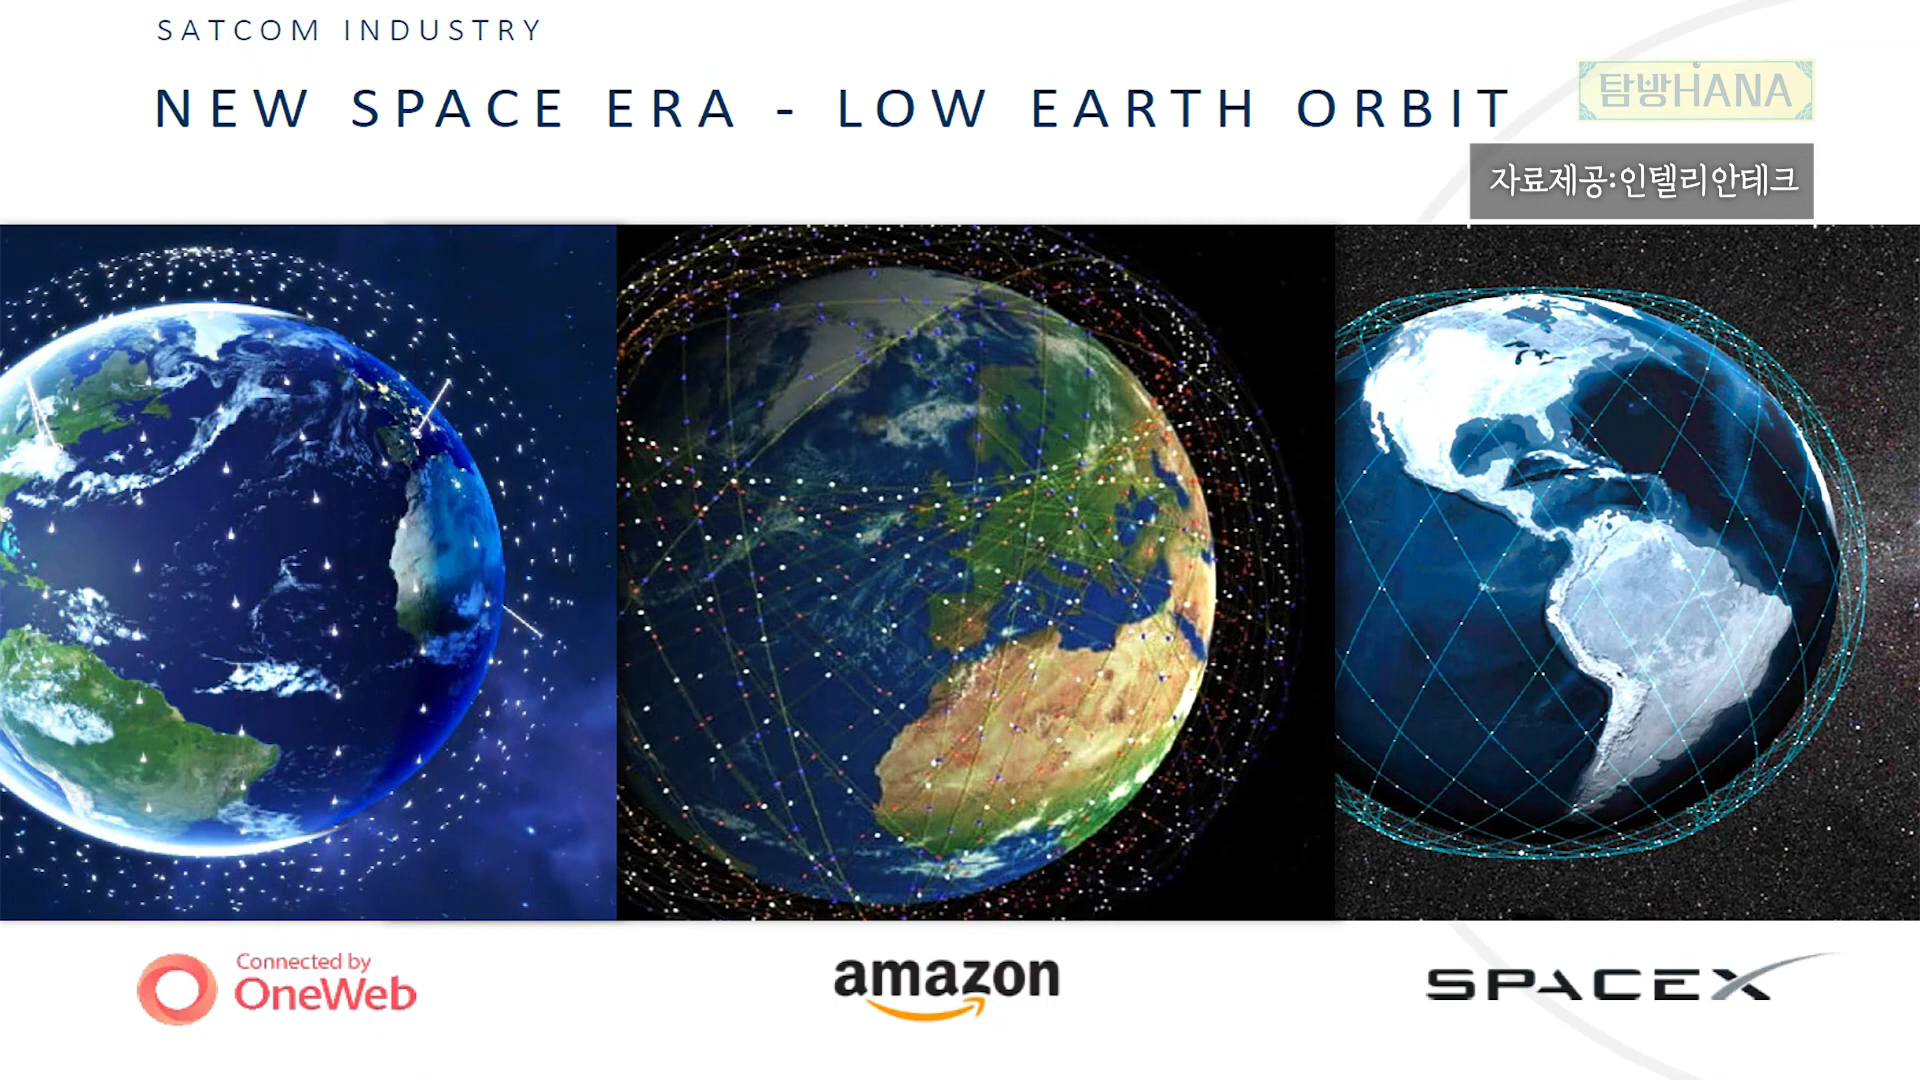 SATCOM INDUSTRY
NEW SPACE ERA - LOW EARTH ORBIT
탐방HANA
자료제공:인텔리안테크
Connected by
OneWeb
amazon
SPACEX